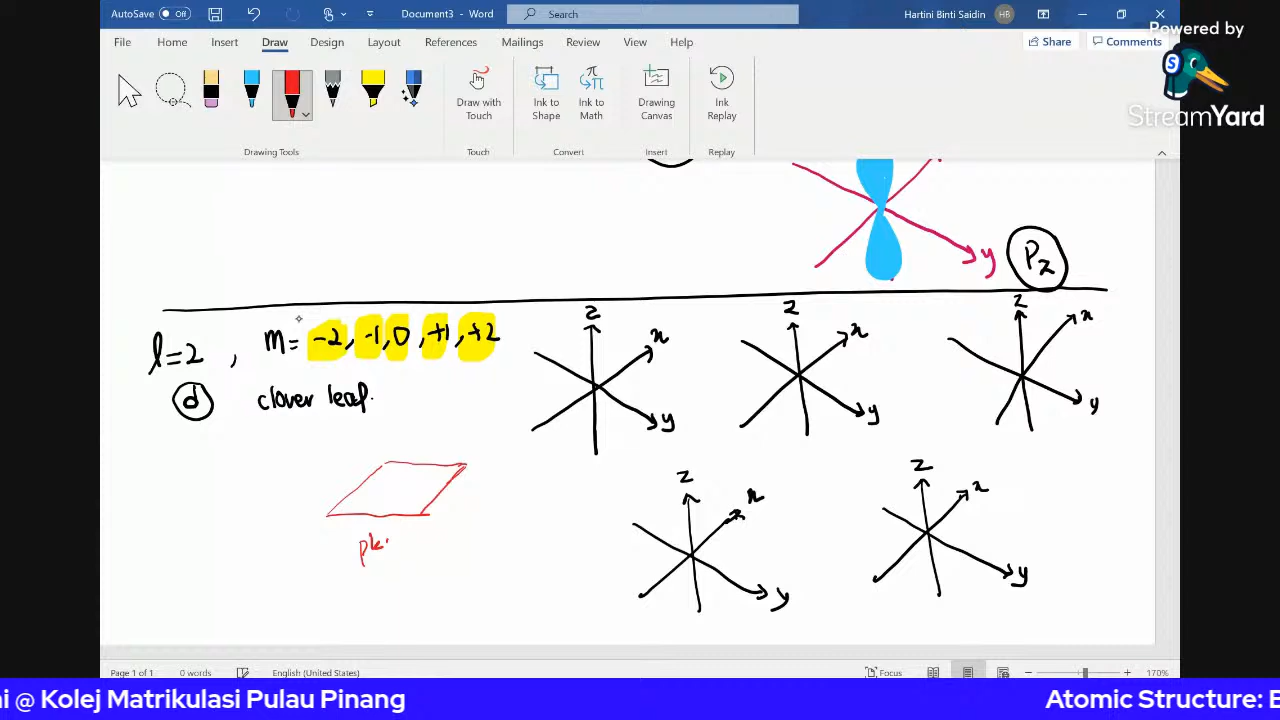 AutoSave Off Document3 - Word Search Hartini Binti Saidin HB
Powered by
StreamYard
File Home Insert Draw Design Layout References Mailings Review View Help Share Comments
Draw with Touch
Ink to Shape
Ink to Math
Drawing Canvas
Ink Replay
Drawing Tools Touch Convert Insert Replay
y Pz
l=2 , m= -2, -1, 0, +1, +2
d clover leaf.
z x y
z x y
z x y
z x y
z x y
Page 1 of 1 0 words English (United States) Focus 170%
i @ Kolej Matrikulasi Pulau Pinang
Atomic Structure: E